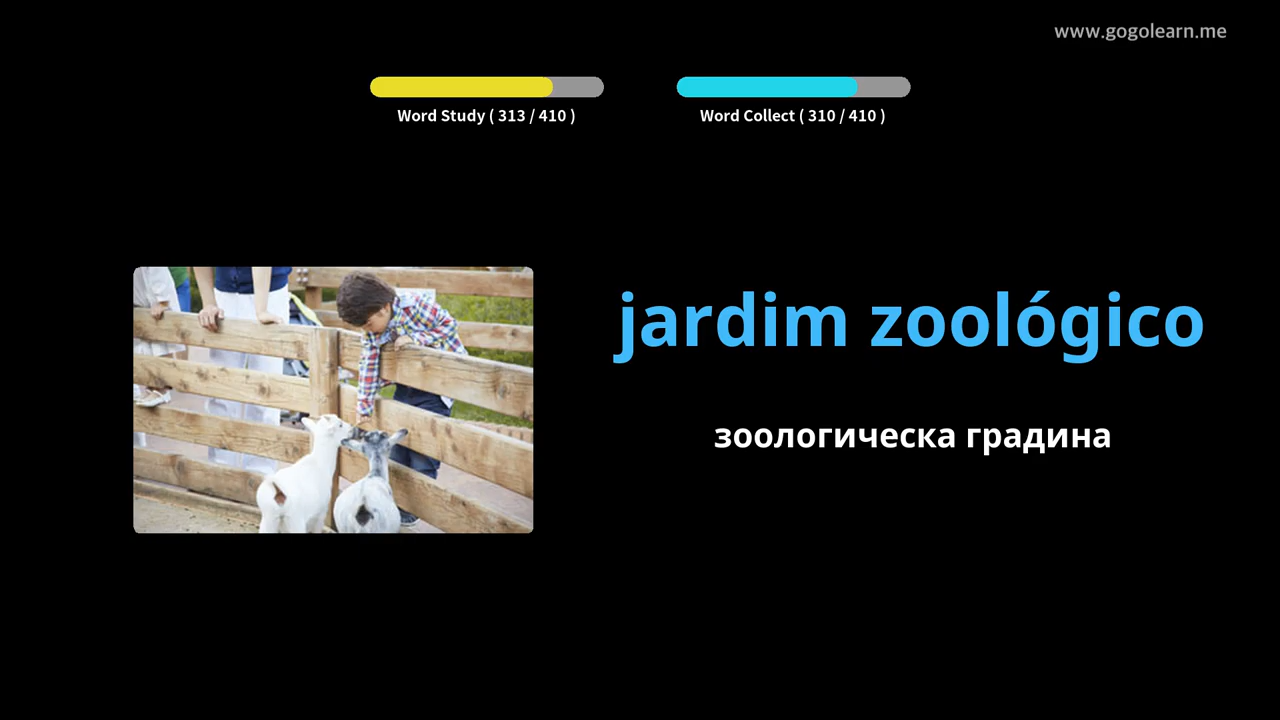 www.gogolearn.me
Word Study ( 313 / 410 )
Word Collect ( 310 / 410 )
jardim zoológico
зоологическа градина